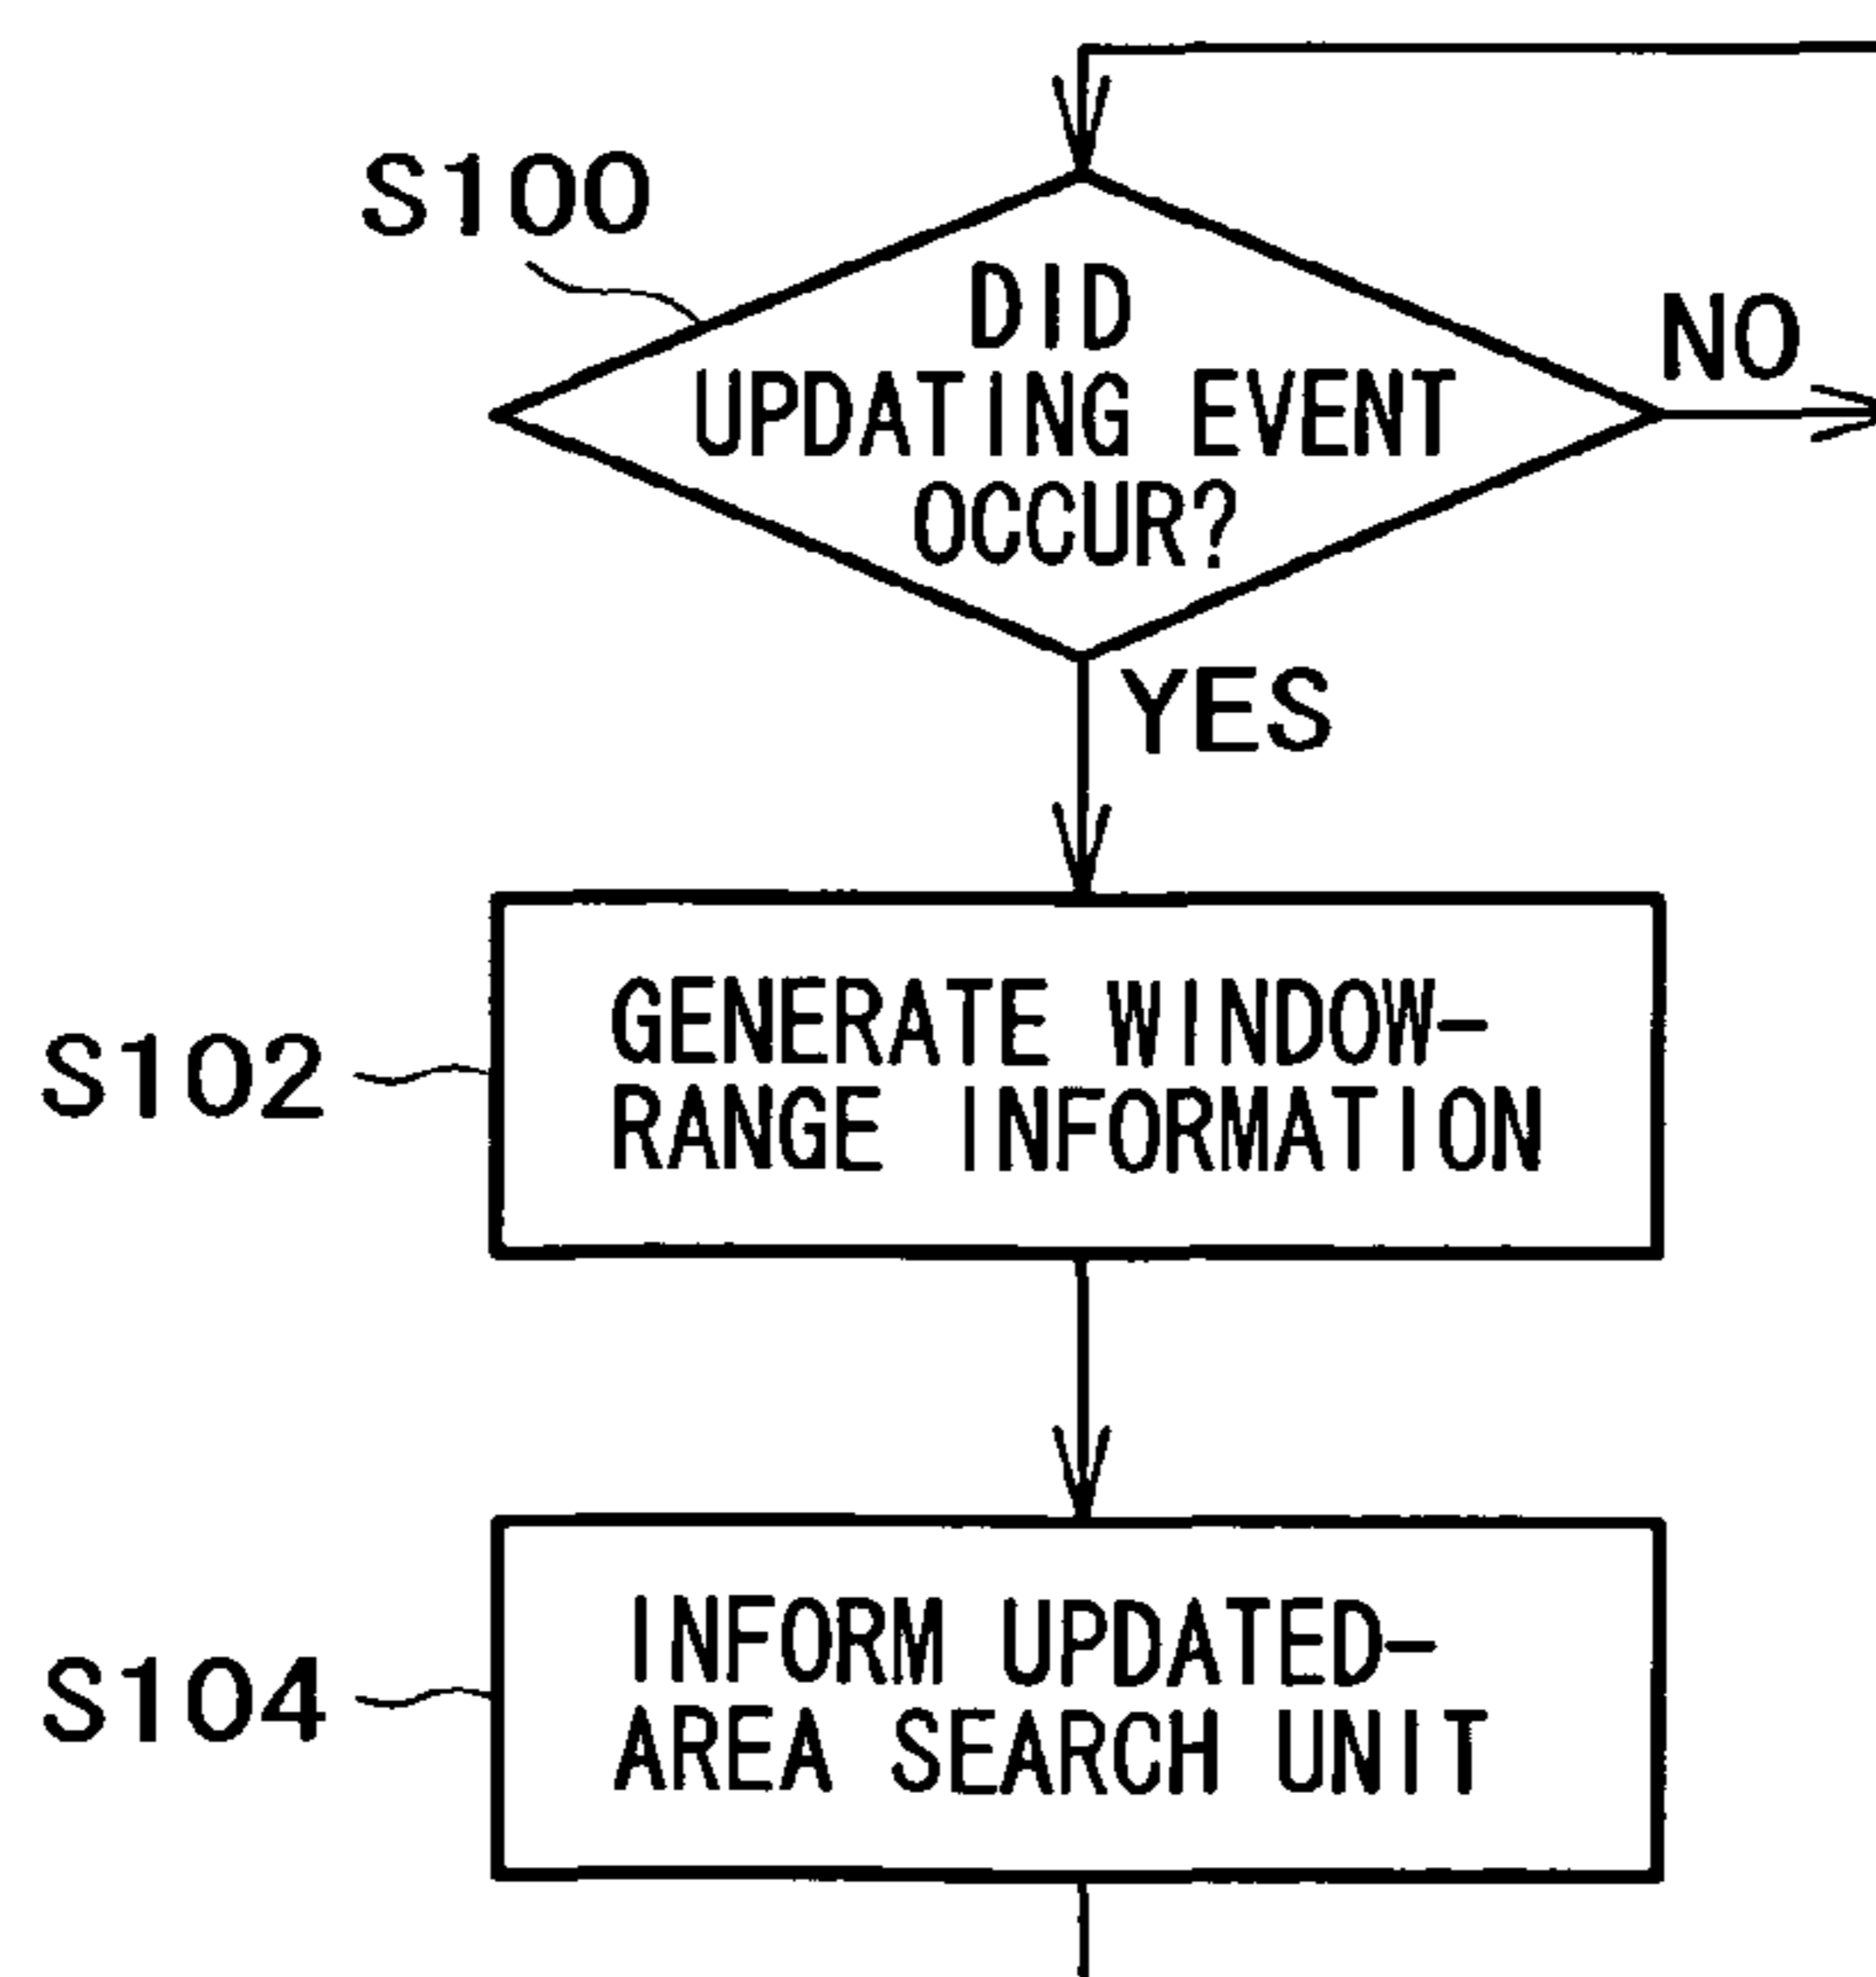 S100
DID
UPDATING EVENT
OCCUR?
NO
YES
S102
GENERATE WINDOW-
RANGE INFORMATION
S104
INFORM UPDATED-
AREA SEARCH UNIT